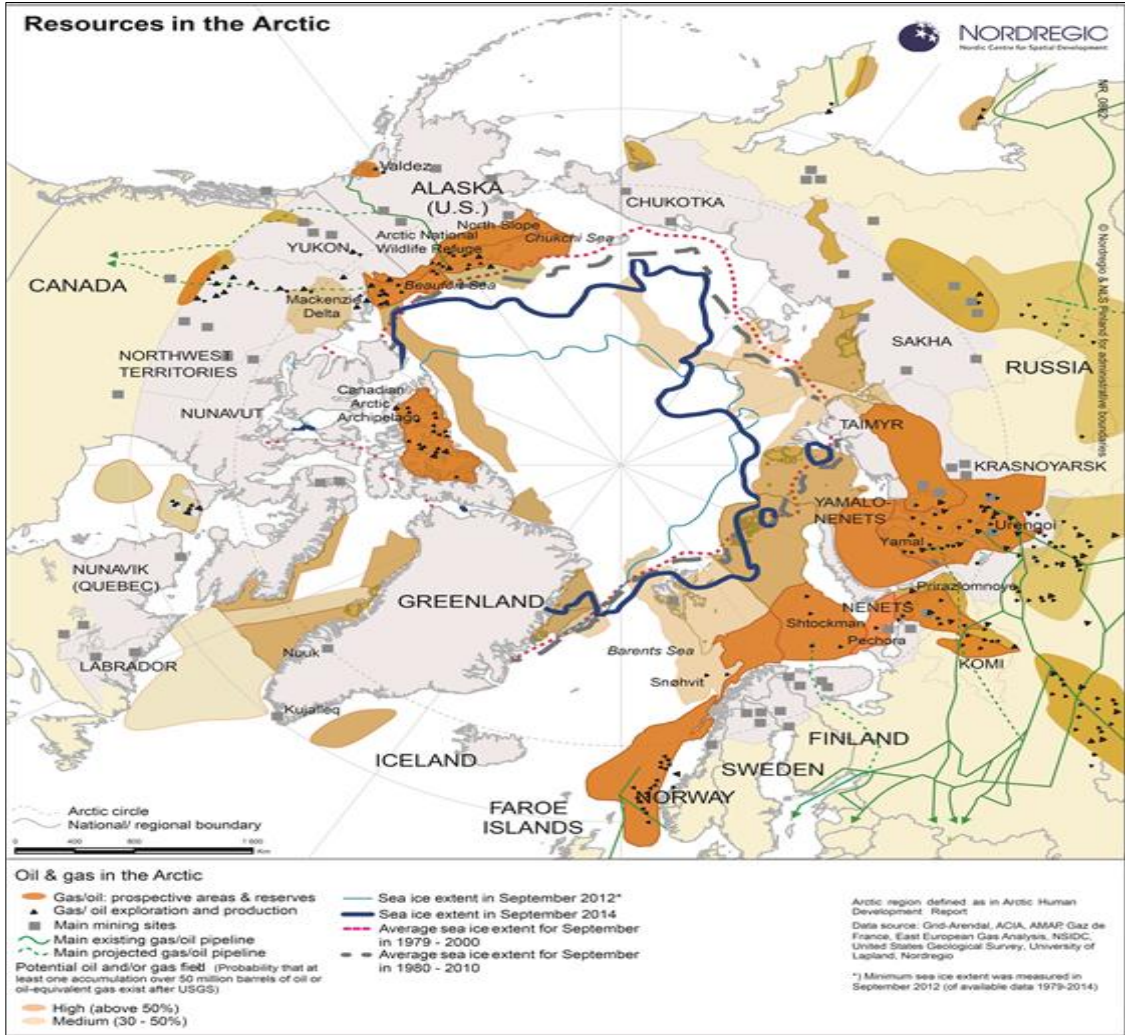 Resources in the Arctic
NORDREGIO
Nordic Centre for Spatial Development
Valdez
ALASKA
(U.S.)
CHUKOTKA
North Slope
YUKON
Arctic National
Wildlife Refuge
Chukchi Sea
CANADA
Beaufort Sea
Mackenzie
Delta
NORTHWEST
TERRITORIES
SAKHA
RUSSIA
© Nordregio & NLS Finland for administrative boundaries
Canadian
Arctic
Archipelago
NUNAVUT
TAIMYR
KRASNOYARSK
YAMALO-
NENETS
Urengoi
Yamal
NUNAVIK
(QUEBEC)
Prirazlomnoye
GREENLAND
NENETS
Shtockman
Pechora
LABRADOR
Nuuk
Barents Sea
KOMI
Snøhvit
Kujalleq
FINLAND
ICELAND
SWEDEN
NORWAY
FAROE
ISLANDS
Arctic circle
National/ regional boundary
0 400 800 1 600
Km
Oil & gas in the Arctic
Gas/oil: prospective areas & reserves
Gas/ oil exploration and production
Main mining sites
Main existing gas/oil pipeline
Main projected gas/oil pipeline
Potential oil and/or gas field (Probability that at
least one accumulation over 50 million barrels of oil or
oil-equivalent gas exist after USGS)
High (above 50%)
Medium (30 - 50%)
Sea ice extent in September 2012*
Sea ice extent in September 2014
Average sea ice extent for September
in 1979 - 2000
Average sea ice extent for September
in 1980 - 2010
Arctic region defined as in Arctic Human
Development Report
Data source: Grid-Arendal, ACIA, AMAP, Gaz de
France, East European Gas Analysis, NSIDC,
United States Geological Survey, University of
Lapland, Nordregio
*) Minimum sea ice extent was measured in
September 2012 (of available data 1979-2014)